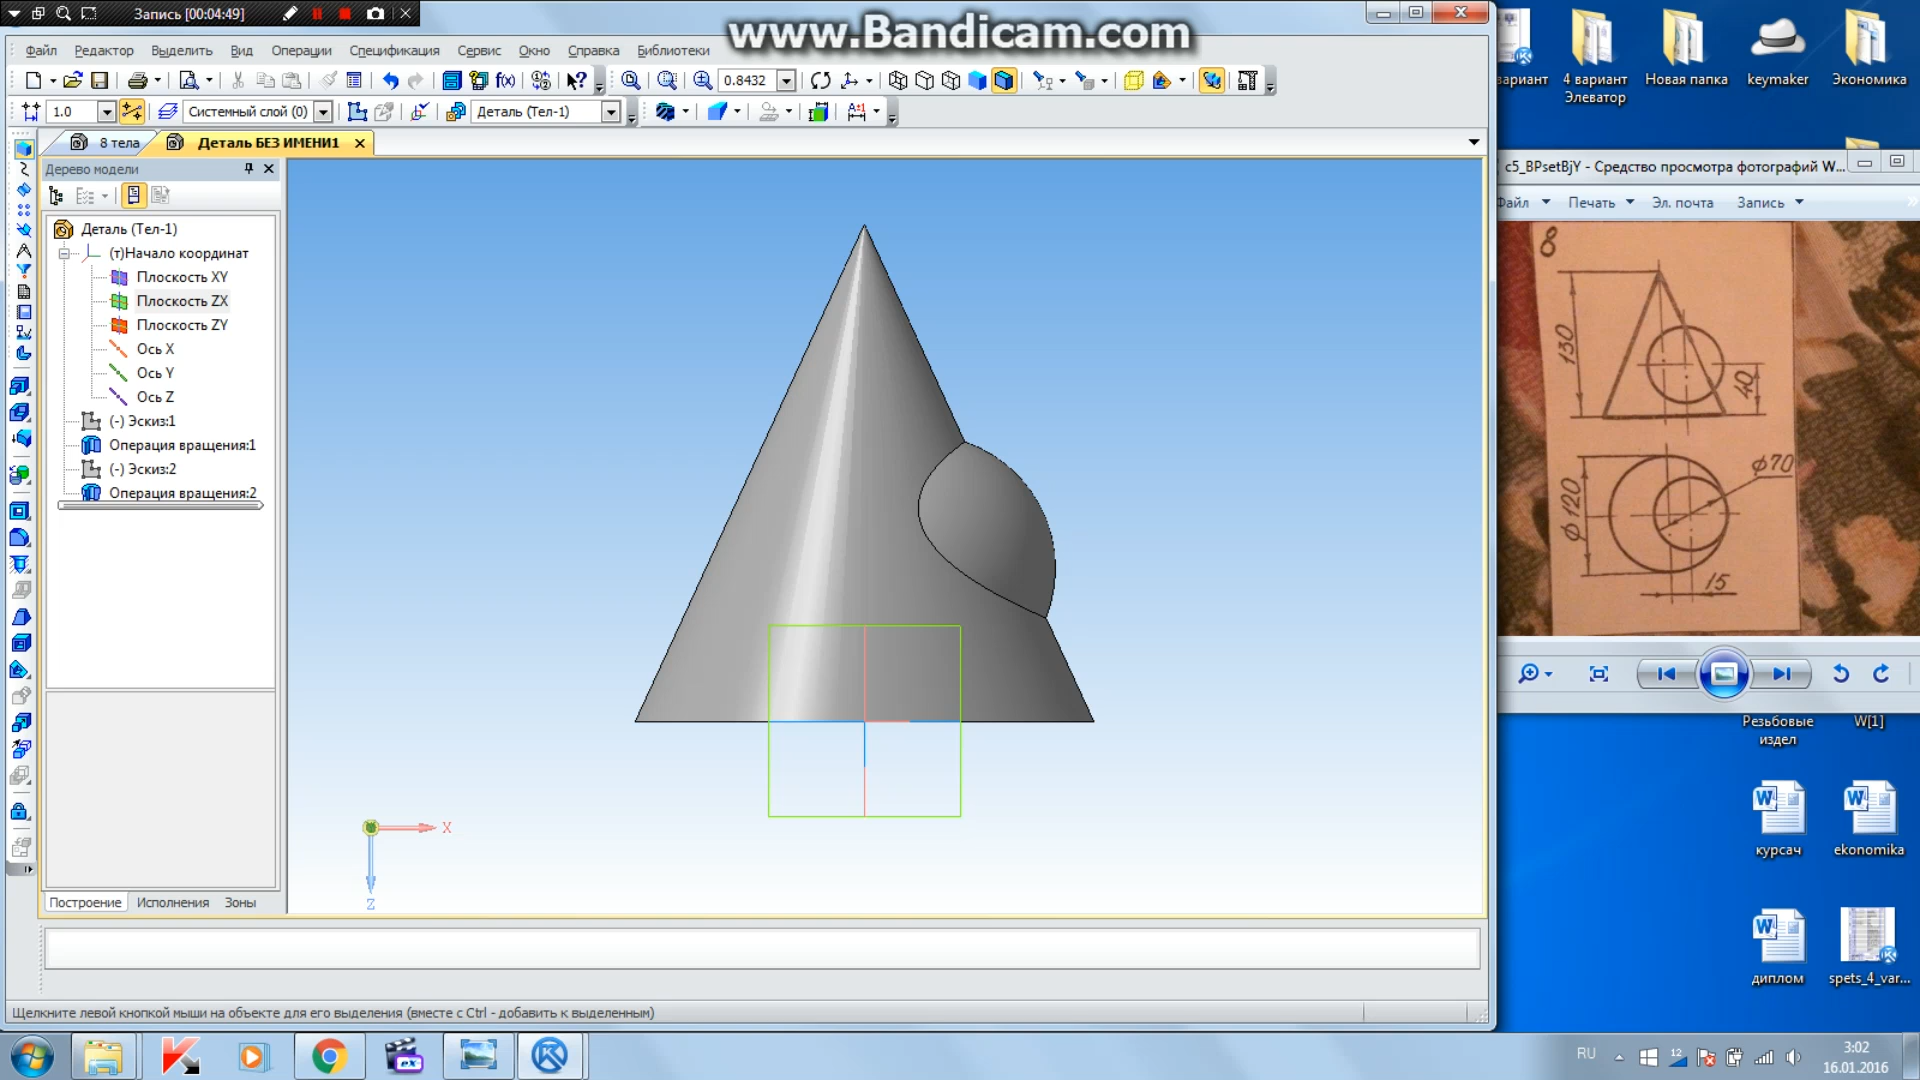 Запись [00:04:49]
www.Bandicam.com
Файл Редактор Выделить Вид Операции Спецификация Сервис Окно Справка Библиотеки
0.8432
1.0 Системный слой (0) Деталь (Тел-1)
8 тела Деталь БЕЗ ИМЕНИ1
Дерево модели
Деталь (Тел-1)
(т)Начало координат
Плоскость XY
Плоскость ZX
Плоскость ZY
Ось X
Ось Y
Ось Z
(-) Эскиз:1
Операция вращения:1
(-) Эскиз:2
Операция вращения:2
X
Z
Построение Исполнения Зоны
Щелкните левой кнопкой мыши на объекте для его выделения (вместе с Ctrl - добавить к выделенным)
вариант
4 вариант
Элеватор
Новая папка
keymaker
Экономика
c5_BPsetBjY - Средство просмотра фотографий W...
Файл Печать Эл. почта Запись
8
130
40
ф70
ф120
15
Резьбовые
издел
W[1]
курсач
ekonomika
диплом
spets_4_var...
RU
12
3:02
16.01.2016